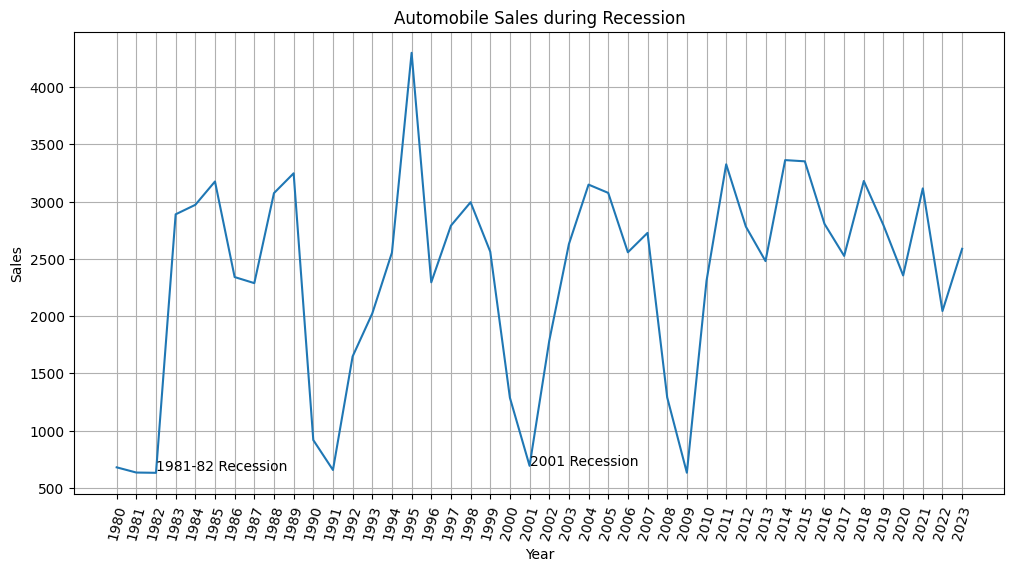 Automobile Sales during Recession
Sales
4000
3500
3000
2500
2000
1500
1000
500
1981-82 Recession
2001 Recession
1980 1981 1982 1983 1984 1985 1986 1987 1988 1989 1990 1991 1992 1993 1994 1995 1996 1997 1998 1999 2000 2001 2002 2003 2004 2005 2006 2007 2008 2009 2010 2011 2012 2013 2014 2015 2016 2017 2018 2019 2020 2021 2022 2023
Year